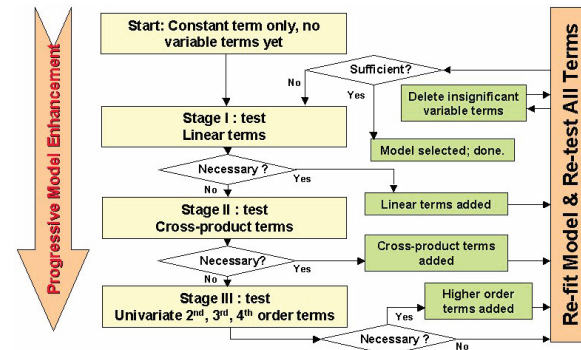 Start: Constant term only, no
variable terms yet
Sufficient?
No
Yes
Delete insignificant
variable terms
Stage I : test
Linear terms
Model selected; done.
Necessary ?
Yes
No
Linear terms added
Stage II : test
Cross-product terms
Necessary?
Yes
No
Cross-product terms
added
Stage III : test
Univariate 2nd, 3rd, 4th order terms
Higher order
terms added
Yes
Necessary ?
No
Progressive Model Enhancement
Re-fit Model & Re-test All Terms